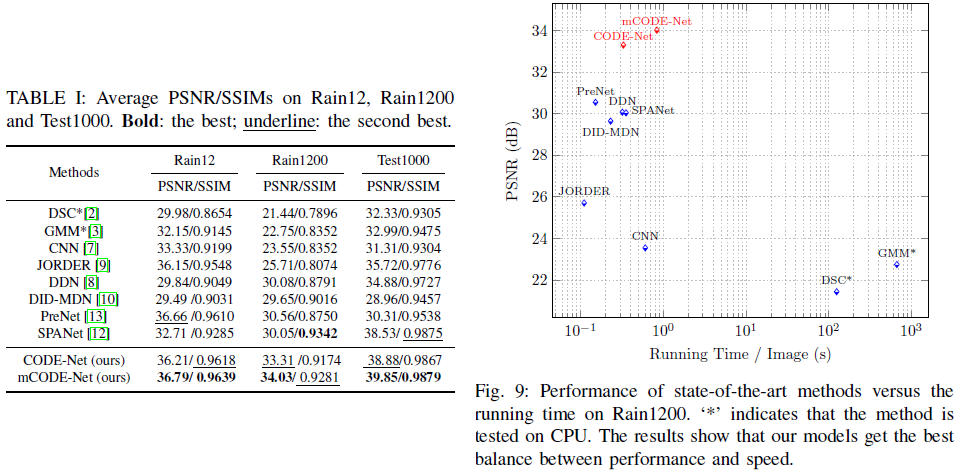 TABLE I: Average PSNR/SSIMs on Rain12, Rain1200
and Test1000. Bold: the best; underline: the second best.
Methods Rain12 Rain1200 Test1000
PSNR/SSIM PSNR/SSIM PSNR/SSIM
DSC*[2] 29.98/0.8654 21.44/0.7896 32.33/0.9305
GMM*[3] 32.15/0.9145 22.75/0.8352 32.99/0.9475
CNN [7] 33.33/0.9199 23.55/0.8352 31.31/0.9304
JORDER [9] 36.15/0.9548 25.71/0.8074 35.72/0.9776
DDN [8] 29.84/0.9049 30.08/0.8791 34.88/0.9727
DID-MDN [10] 29.49 /0.9031 29.65/0.9016 28.96/0.9457
PreNet [13] 36.66 /0.9610 30.56/0.8750 30.31/0.9538
SPANet [12] 32.71 /0.9285 30.05/0.9342 38.53/ 0.9875
CODE-Net (ours) 36.21/ 0.9618 33.31 /0.9174 38.88/0.9867
mCODE-Net (ours) 36.79/ 0.9639 34.03/ 0.9281 39.85/0.9879
PSNR (dB)
34
32
30
28
26
24
22
mCODE-Net
CODE-Net
PreNet
DDN
SPANet
DID-MDN
JORDER
CNN
GMM*
DSC*
10−1 100 101 102 103
Running Time / Image (s)
Fig. 9: Performance of state-of-the-art methods versus the
running time on Rain1200. ‘*’ indicates that the method is
tested on CPU. The results show that our models get the best
balance between performance and speed.